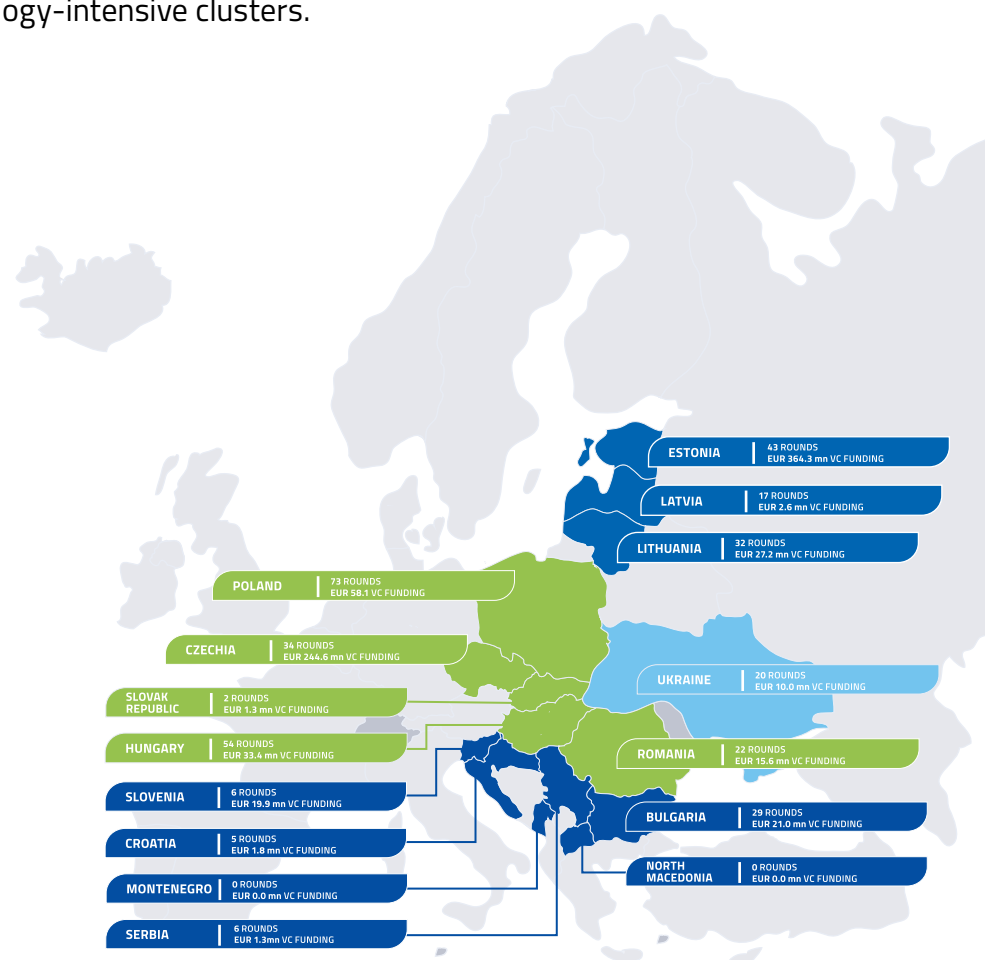 ogy-intensive clusters.
ESTONIA
43 ROUNDS
EUR 364.3 mn VC FUNDING
LATVIA
17 ROUNDS
EUR 2.6 mn VC FUNDING
LITHUANIA
32 ROUNDS
EUR 27.2 mn VC FUNDING
POLAND
73 ROUNDS
EUR 58.1 VC FUNDING
CZECHIA
34 ROUNDS
EUR 244.6 mn VC FUNDING
UKRAINE
20 ROUNDS
EUR 10.0 mn VC FUNDING
SLOVAK
REPUBLIC
2 ROUNDS
EUR 1.3 mn VC FUNDING
HUNGARY
54 ROUNDS
EUR 33.4 mn VC FUNDING
ROMANIA
22 ROUNDS
EUR 15.6 mn VC FUNDING
SLOVENIA
6 ROUNDS
EUR 19.9 mn VC FUNDING
BULGARIA
29 ROUNDS
EUR 21.0 mn VC FUNDING
CROATIA
5 ROUNDS
EUR 1.8 mn VC FUNDING
NORTH
MACEDONIA
0 ROUNDS
EUR 0.0 mn VC FUNDING
MONTENEGRO
0 ROUNDS
EUR 0.0 mn VC FUNDING
SERBIA
6 ROUNDS
EUR 1.3mn VC FUNDING